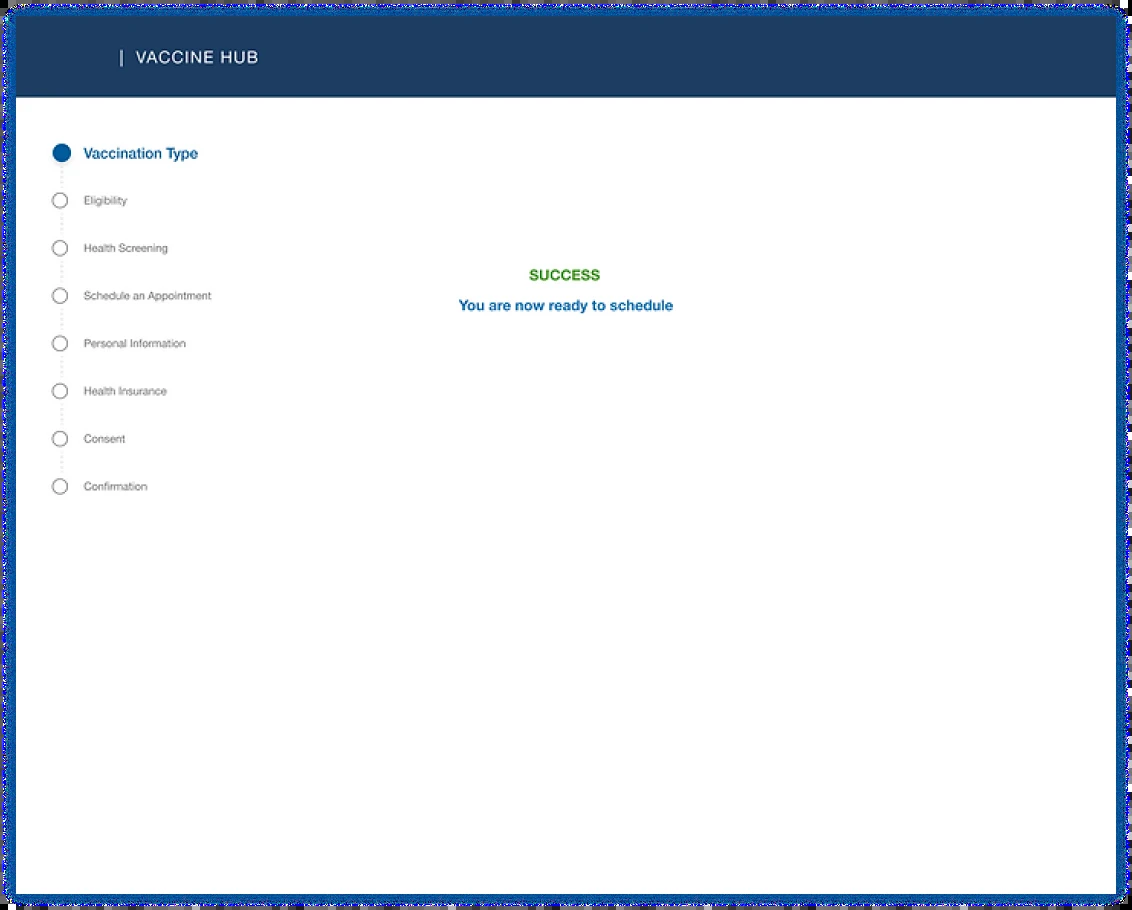 | VACCINE HUB
Vaccination Type
Eligibility
Health Screening
Schedule an Appointment
Personal Information
Health Insurance
Consent
Confirmation
SUCCESS
You are now ready to schedule